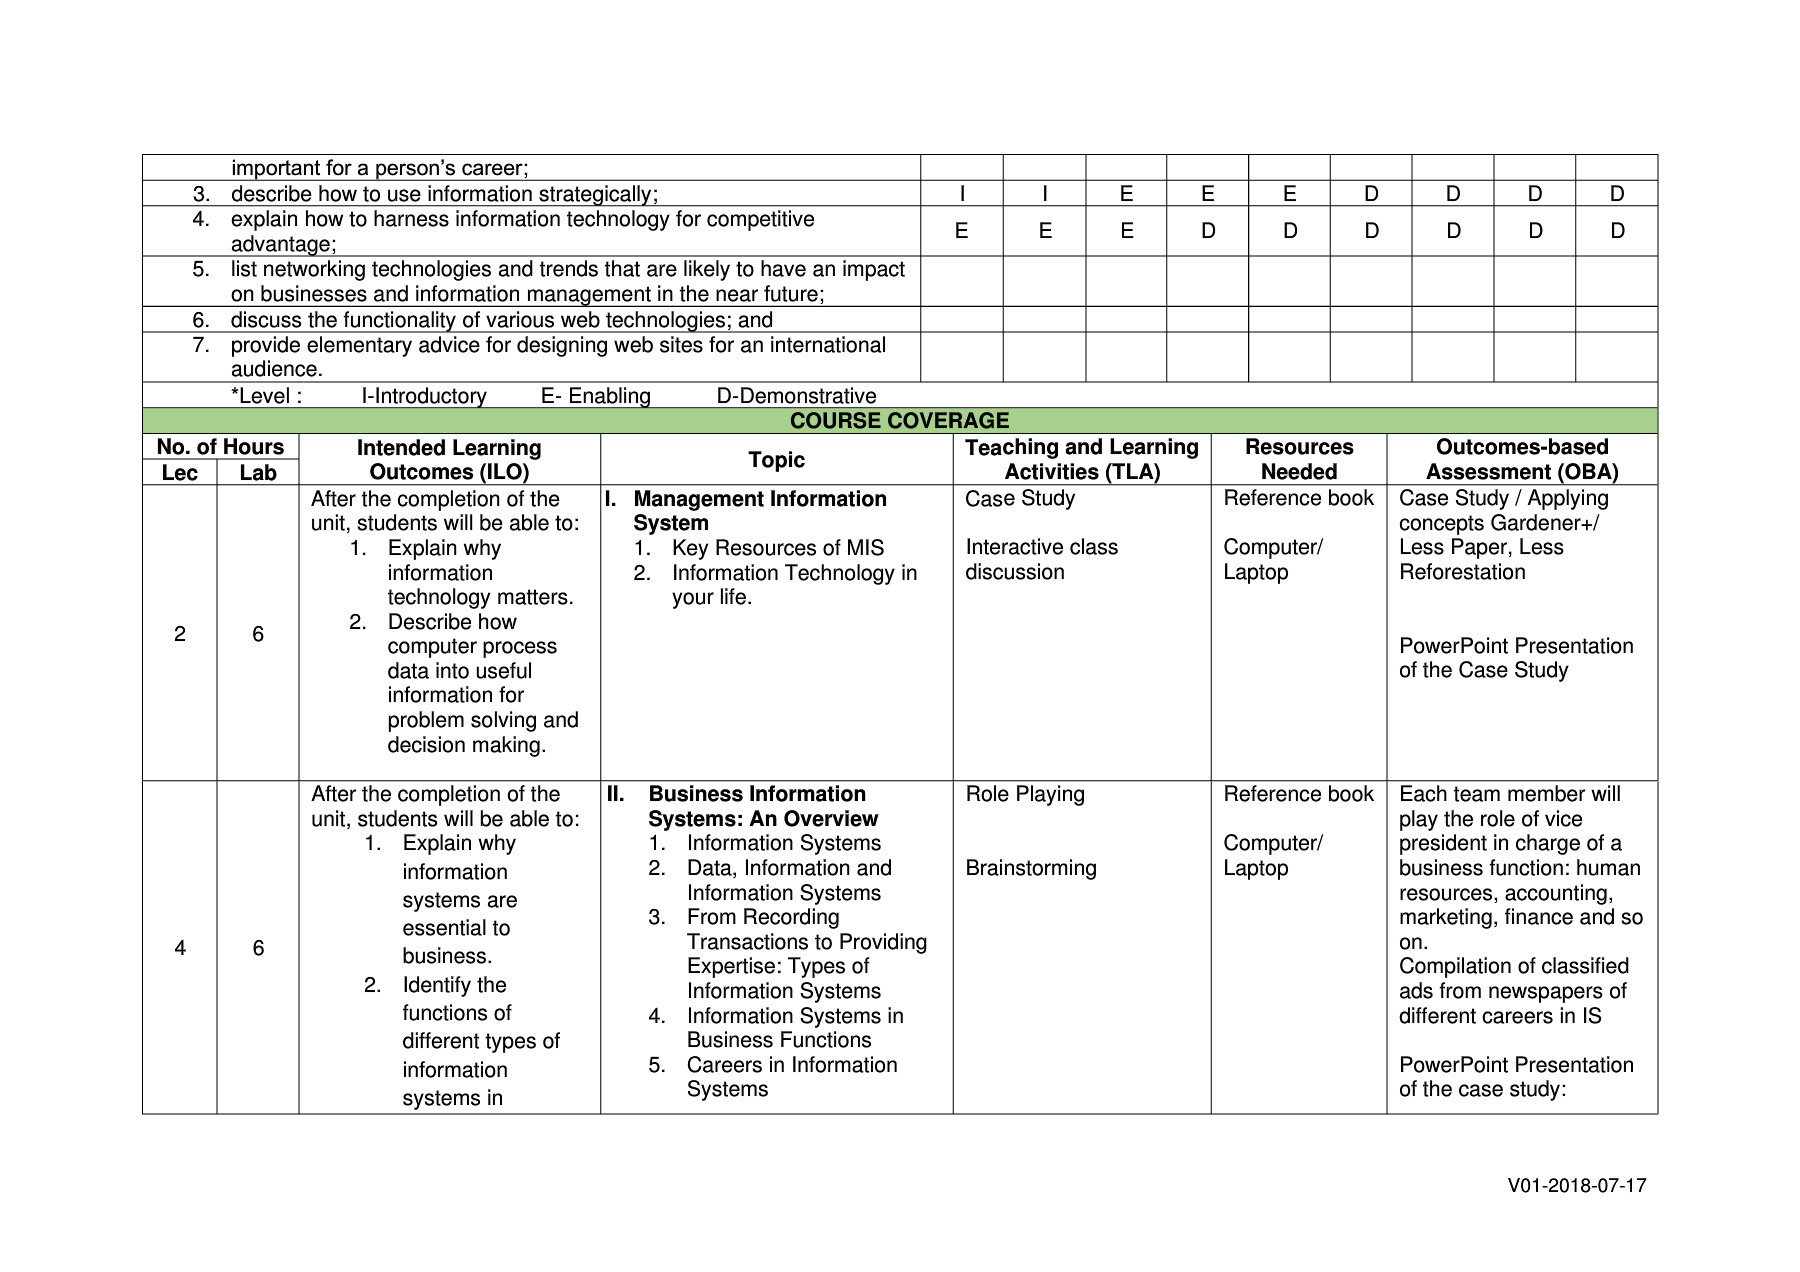 important for a person’s career;
3. describe how to use information strategically; I I E E E D D D D
4. explain how to harness information technology for competitive
advantage; E E E D D D D D D
5. list networking technologies and trends that are likely to have an impact
on businesses and information management in the near future;
6. discuss the functionality of various web technologies; and
7. provide elementary advice for designing web sites for an international
audience.
*Level : I-Introductory E- Enabling D-Demonstrative
COURSE COVERAGE
No. of Hours
Lec Lab
Intended Learning
Outcomes (ILO)
Topic
Teaching and Learning
Activities (TLA)
Resources
Needed
Outcomes-based
Assessment (OBA)
2
6
After the completion of the
unit, students will be able to:
1. Explain why
information
technology matters.
2. Describe how
computer process
data into useful
information for
problem solving and
decision making.
I. Management Information
System
1. Key Resources of MIS
2. Information Technology in
your life.
Case Study
Interactive class
discussion
Reference book
Computer/
Laptop
Case Study / Applying
concepts Gardener+/
Less Paper, Less
Reforestation
PowerPoint Presentation
of the Case Study
4
6
After the completion of the
unit, students will be able to:
1. Explain why
information
systems are
essential to
business.
2. Identify the
functions of
different types of
information
systems in
II. Business Information
Systems: An Overview
1. Information Systems
2. Data, Information and
Information Systems
3. From Recording
Transactions to Providing
Expertise: Types of
Information Systems
4. Information Systems in
Business Functions
5. Careers in Information
Systems
Role Playing
Brainstorming
Reference book
Computer/
Laptop
Each team member will
play the role of vice
president in charge of a
business function: human
resources, accounting,
marketing, finance and so
on.
Compilation of classified
ads from newspapers of
different careers in IS
PowerPoint Presentation
of the case study:
V01-2018-07-17